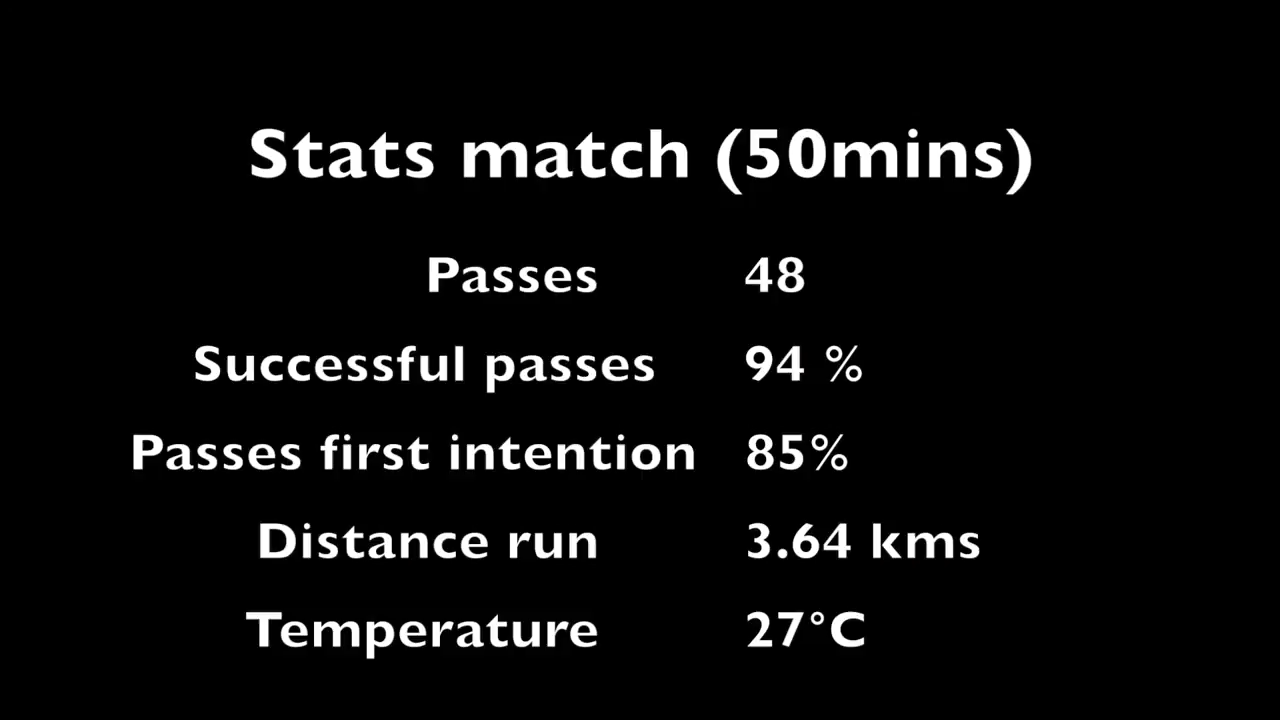 Stats match (50mins)
Passes 48
Successful passes 94 %
Passes first intention 85%
Distance run 3.64 kms
Temperature 27°C